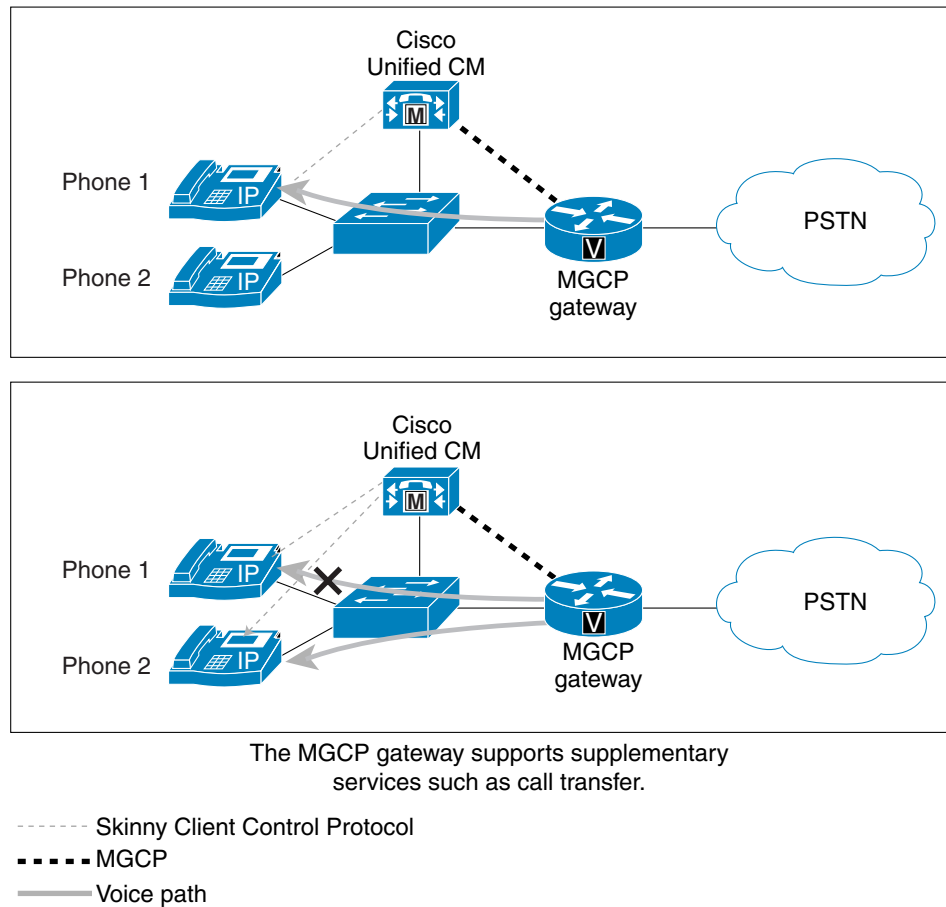 Cisco
Unified CM
M
Phone 1
IP
PSTN
Phone 2
IP
V
MGCP
gateway
Cisco
Unified CM
M
Phone 1
IP
PSTN
Phone 2
IP
V
MGCP
gateway
The MGCP gateway supports supplementary
services such as call transfer.
Skinny Client Control Protocol
MGCP
Voice path